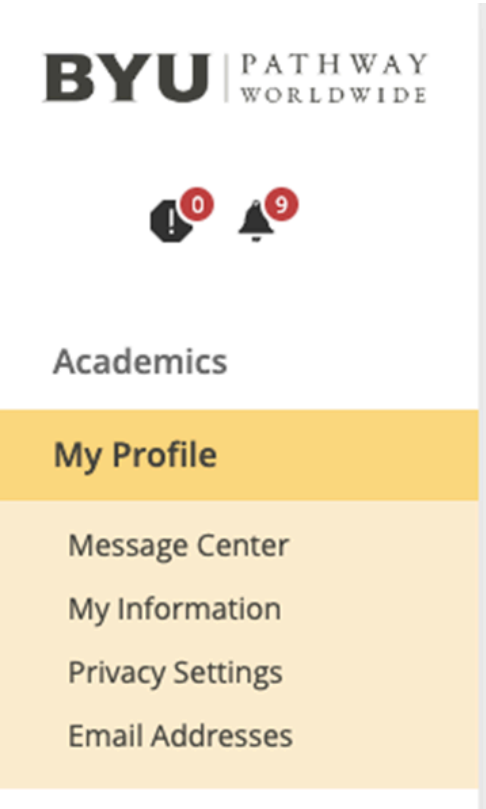 BYU PATHWAY
WORLDWIDE
! 0 9
Academics
My Profile
Message Center
My Information
Privacy Settings
Email Addresses